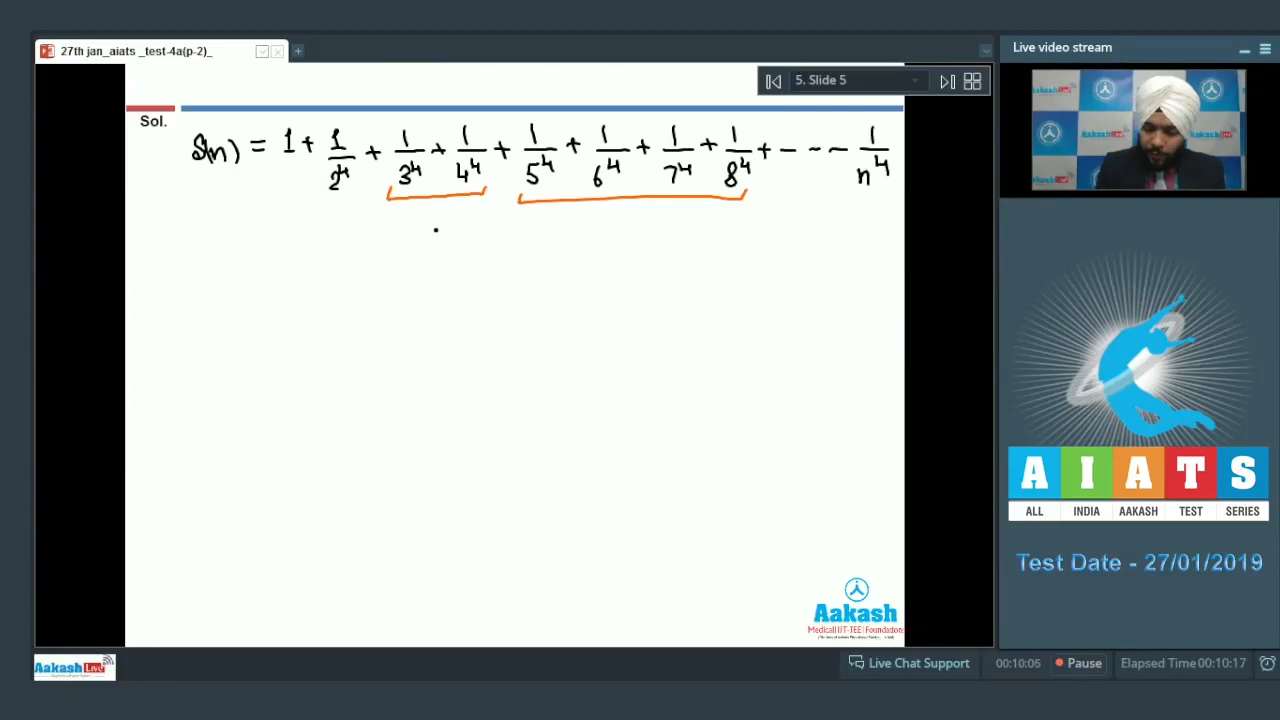 27th jan_aiats _test-4a(p-2)_
Live video stream
5. Slide 5
Sol.
S(n) = 1 + 1/2⁴ + 1/3⁴ + 1/4⁴ + 1/5⁴ + 1/6⁴ + 1/7⁴ + 1/8⁴ + - - - 1/n⁴
A I A T S
ALL INDIA AAKASH TEST SERIES
Test Date - 27/01/2019
Aakash
Medical|IIT-JEE|Foundations
Aakash Live
Live Chat Support
00:10:06
Pause
Elapsed Time 00:10:17